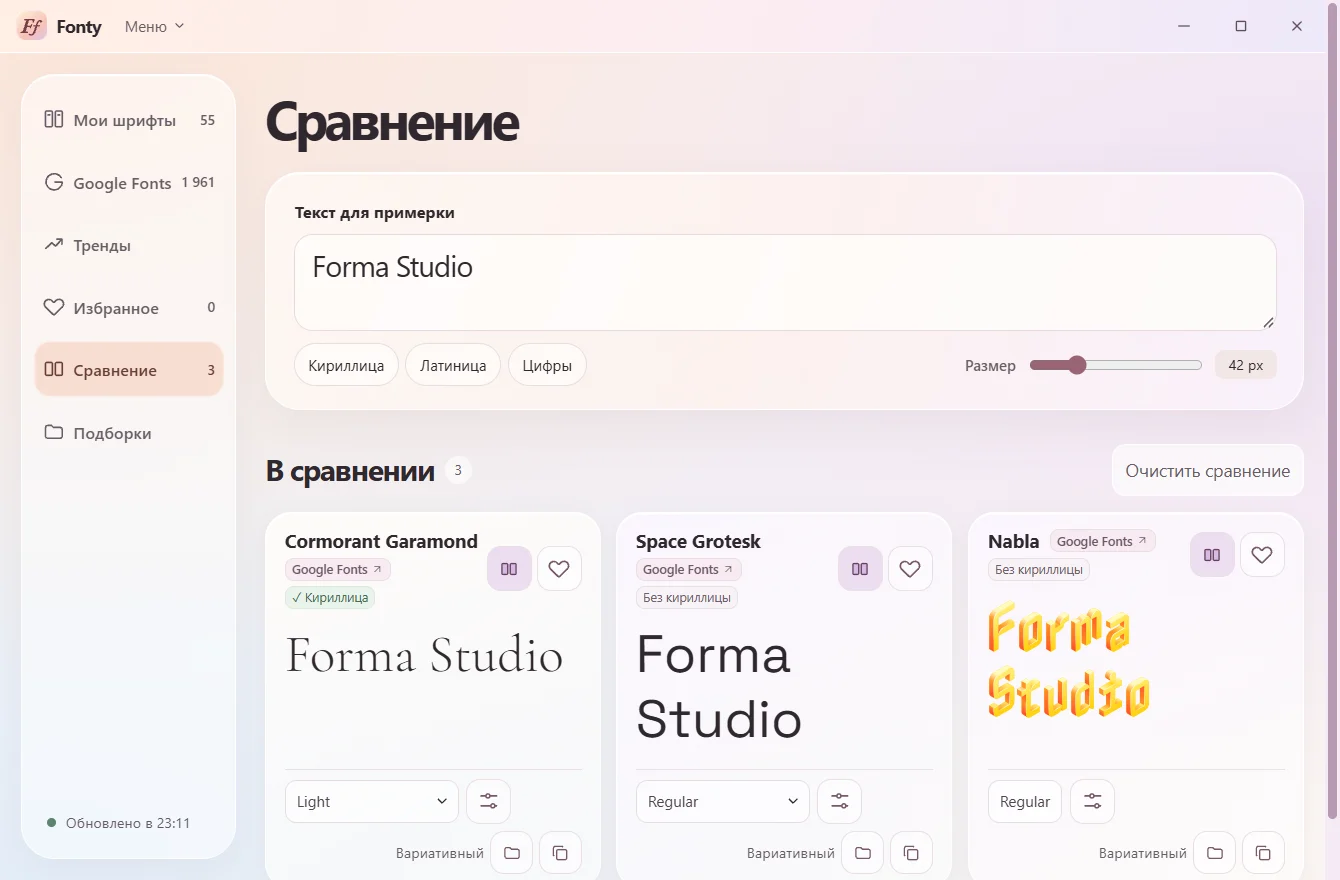 Ff Fonty Меню
Мои шрифты 55
Google Fonts 1 961
Тренды
Избранное 0
Сравнение 3
Подборки
Обновлено в 23:11
Сравнение
Текст для примерки
Forma Studio
Кириллица Латиница Цифры Размер 42 px
В сравнении 3 Очистить сравнение
Cormorant Garamond
Google Fonts ↗
✓ Кириллица
Forma Studio
Light
Вариативный
Space Grotesk
Google Fonts ↗
Без кириллицы
Forma
Studio
Regular
Вариативный
Nabla Google Fonts ↗
Без кириллицы
Forma
Studio
Regular
Вариативный